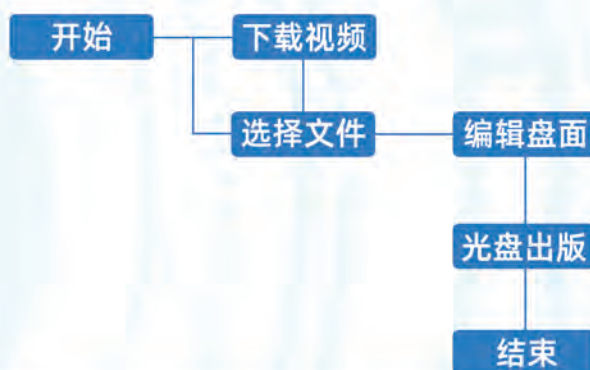 开始
下载视频
选择文件
编辑盘面
光盘出版
结束